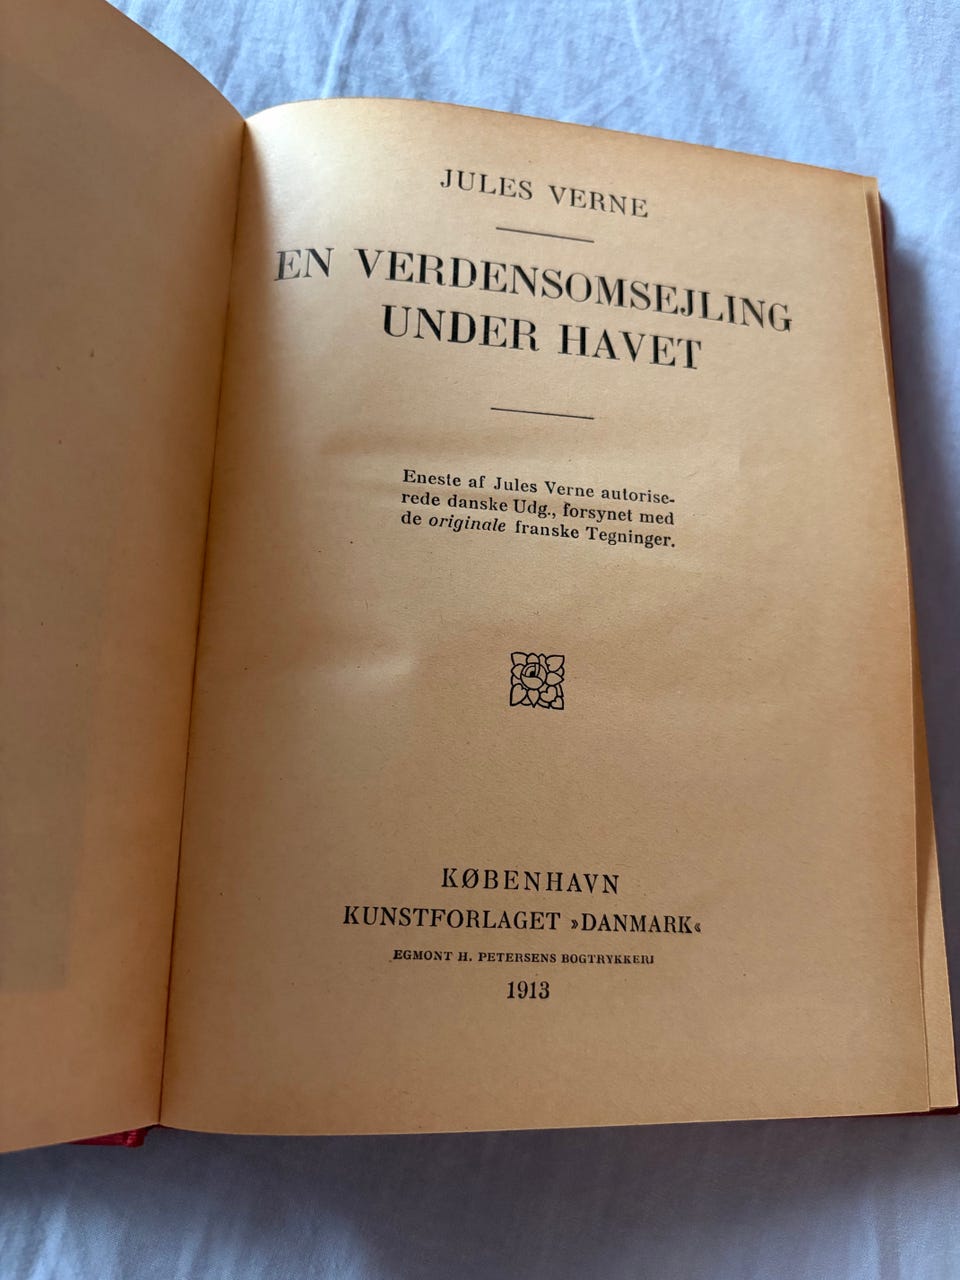 JULES VERNE
EN VERDENSOMSEJLING
UNDER HAVET
Eneste af Jules Verne autorise-
rede danske Udg., forsynet med
de originale franske Tegninger.
KØBENHAVN
KUNSTFORLAGET »DANMARK«
EGMONT H. PETERSENS BOGTRYKKERI
1913